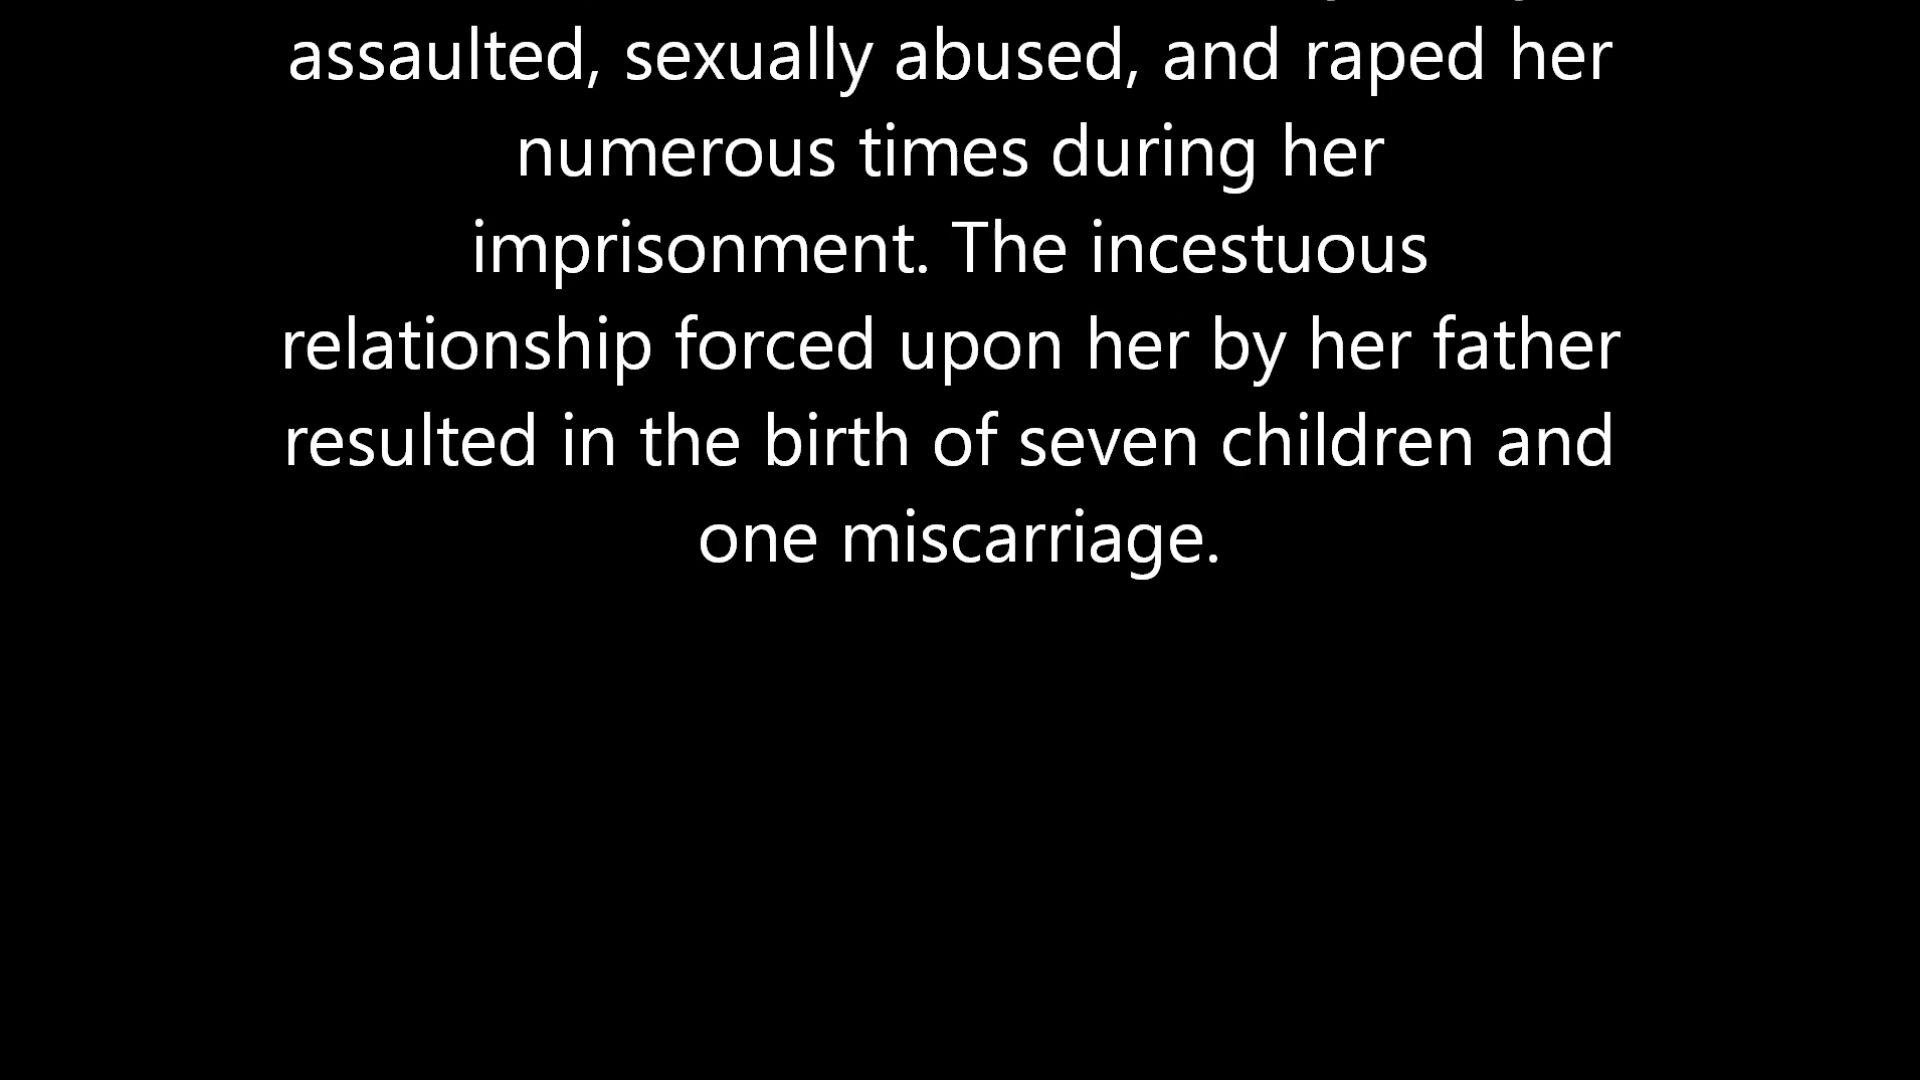 assaulted, sexually abused, and raped her
numerous times during her
imprisonment. The incestuous
relationship forced upon her by her father
resulted in the birth of seven children and
one miscarriage.